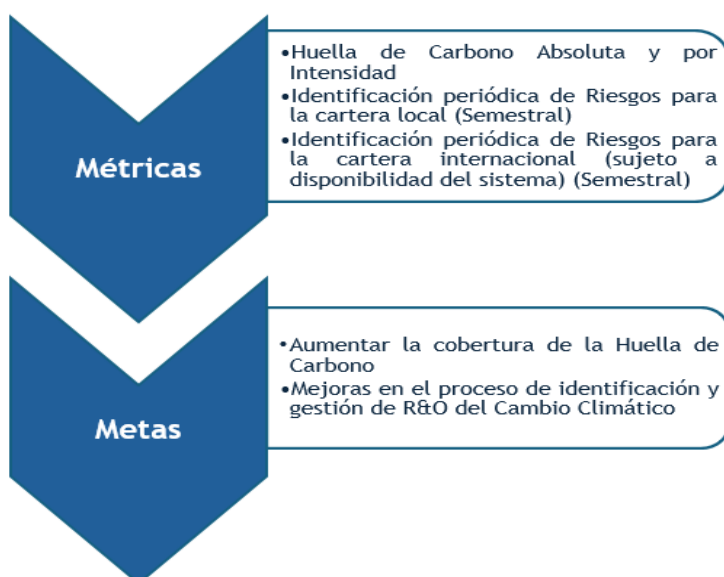 •Huella de Carbono Absoluta y por
Intensidad
•Identificación periódica de Riesgos para
la cartera local (Semestral)
•Identificación periódica de Riesgos para
la cartera internacional (sujeto a
disponibilidad del sistema) (Semestral)
Métricas
•Aumentar la cobertura de la Huella de
Carbono
•Mejoras en el proceso de identificación y
gestión de R&O del Cambio Climático
Metas